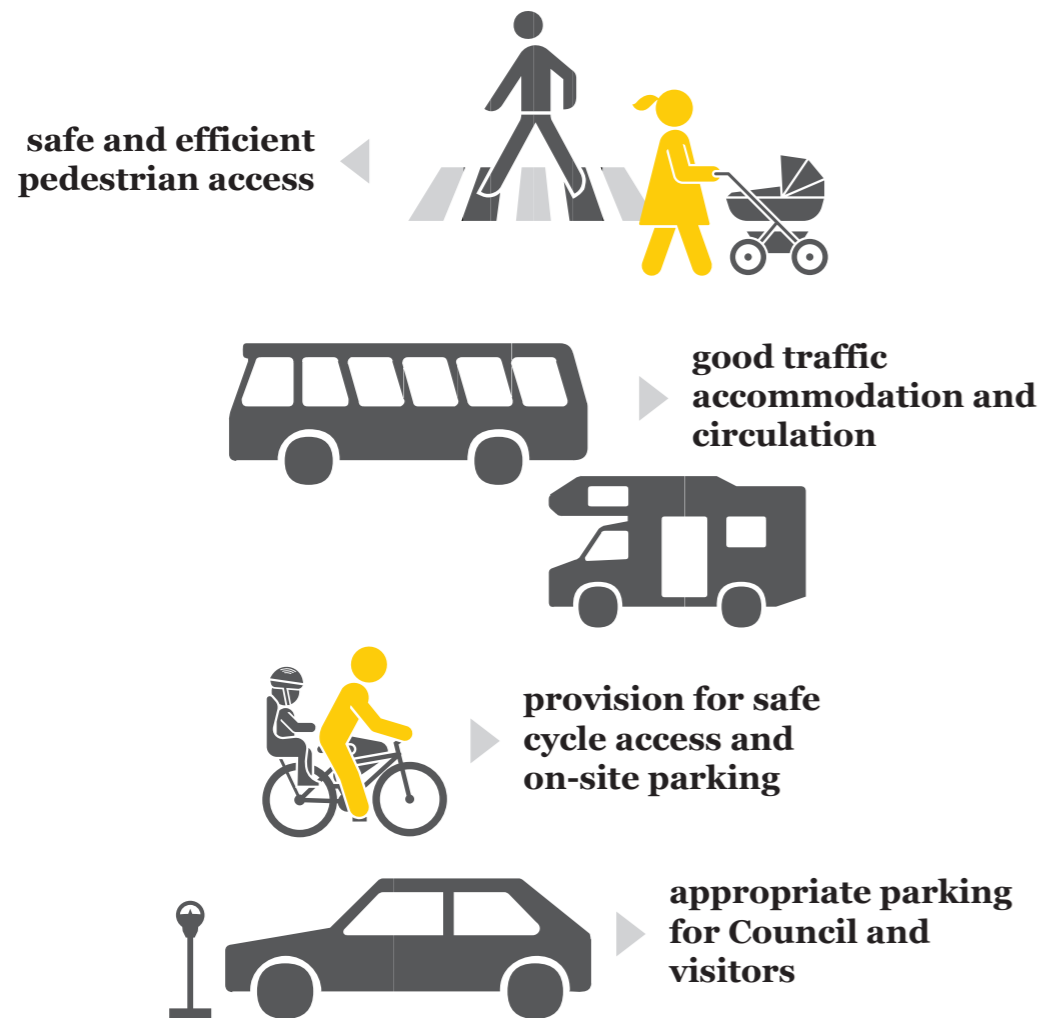 safe and efficient
pedestrian access
good traffic
accommodation and
circulation
provision for safe
cycle access and
on-site parking
appropriate parking
for Council and
visitors